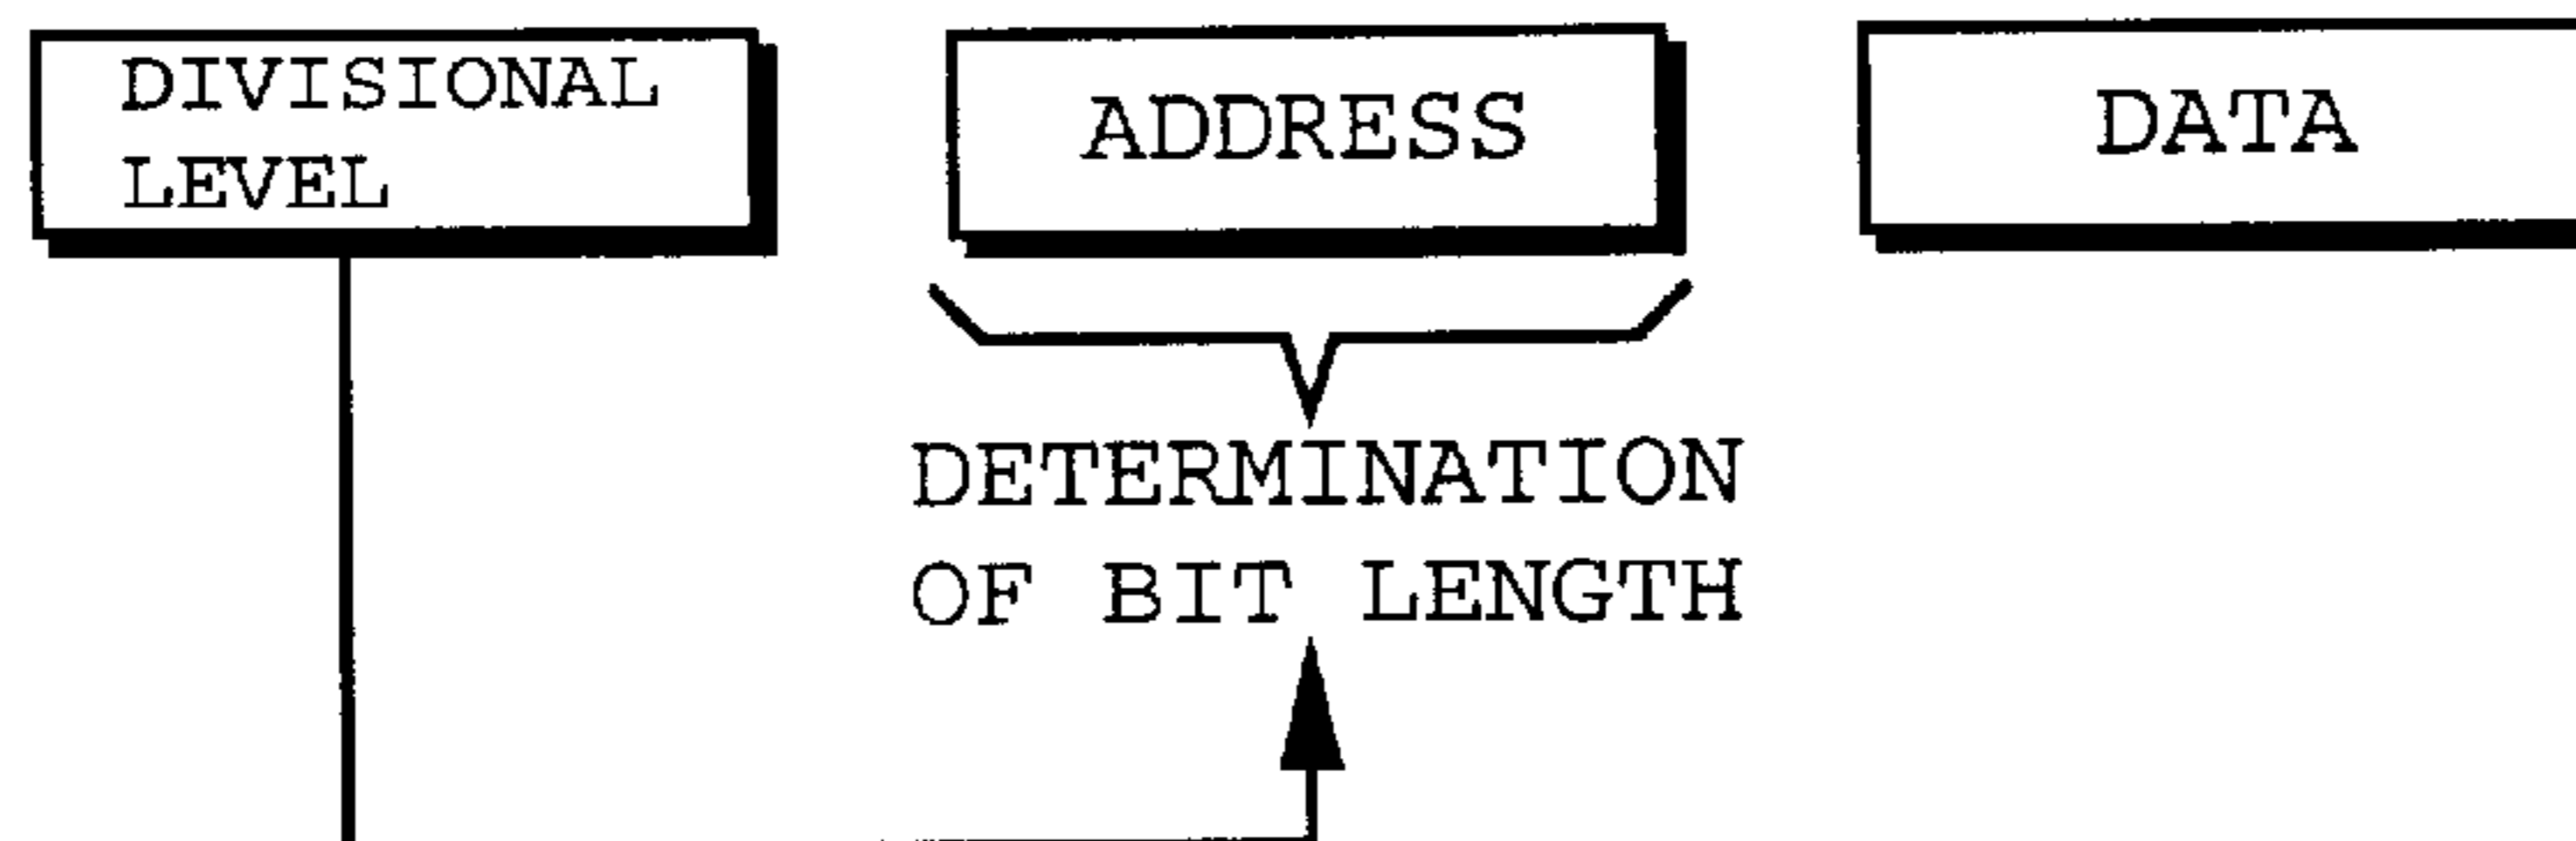 DIVISIONAL
LEVEL
ADDRESS
DATA
DETERMINATION
OF BIT LENGTH